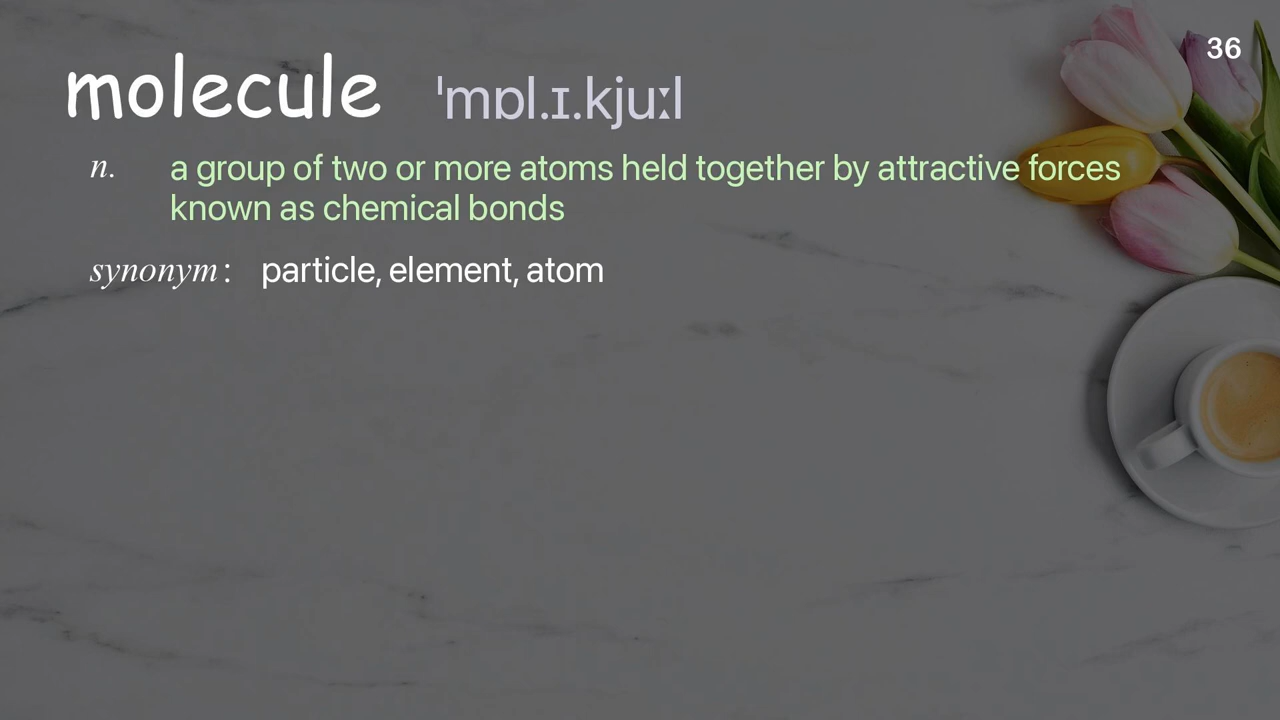 36
molecule ˈmɒl.ɪ.kjuːl
n. a group of two or more atoms held together by attractive forces
known as chemical bonds
synonym: particle, element, atom